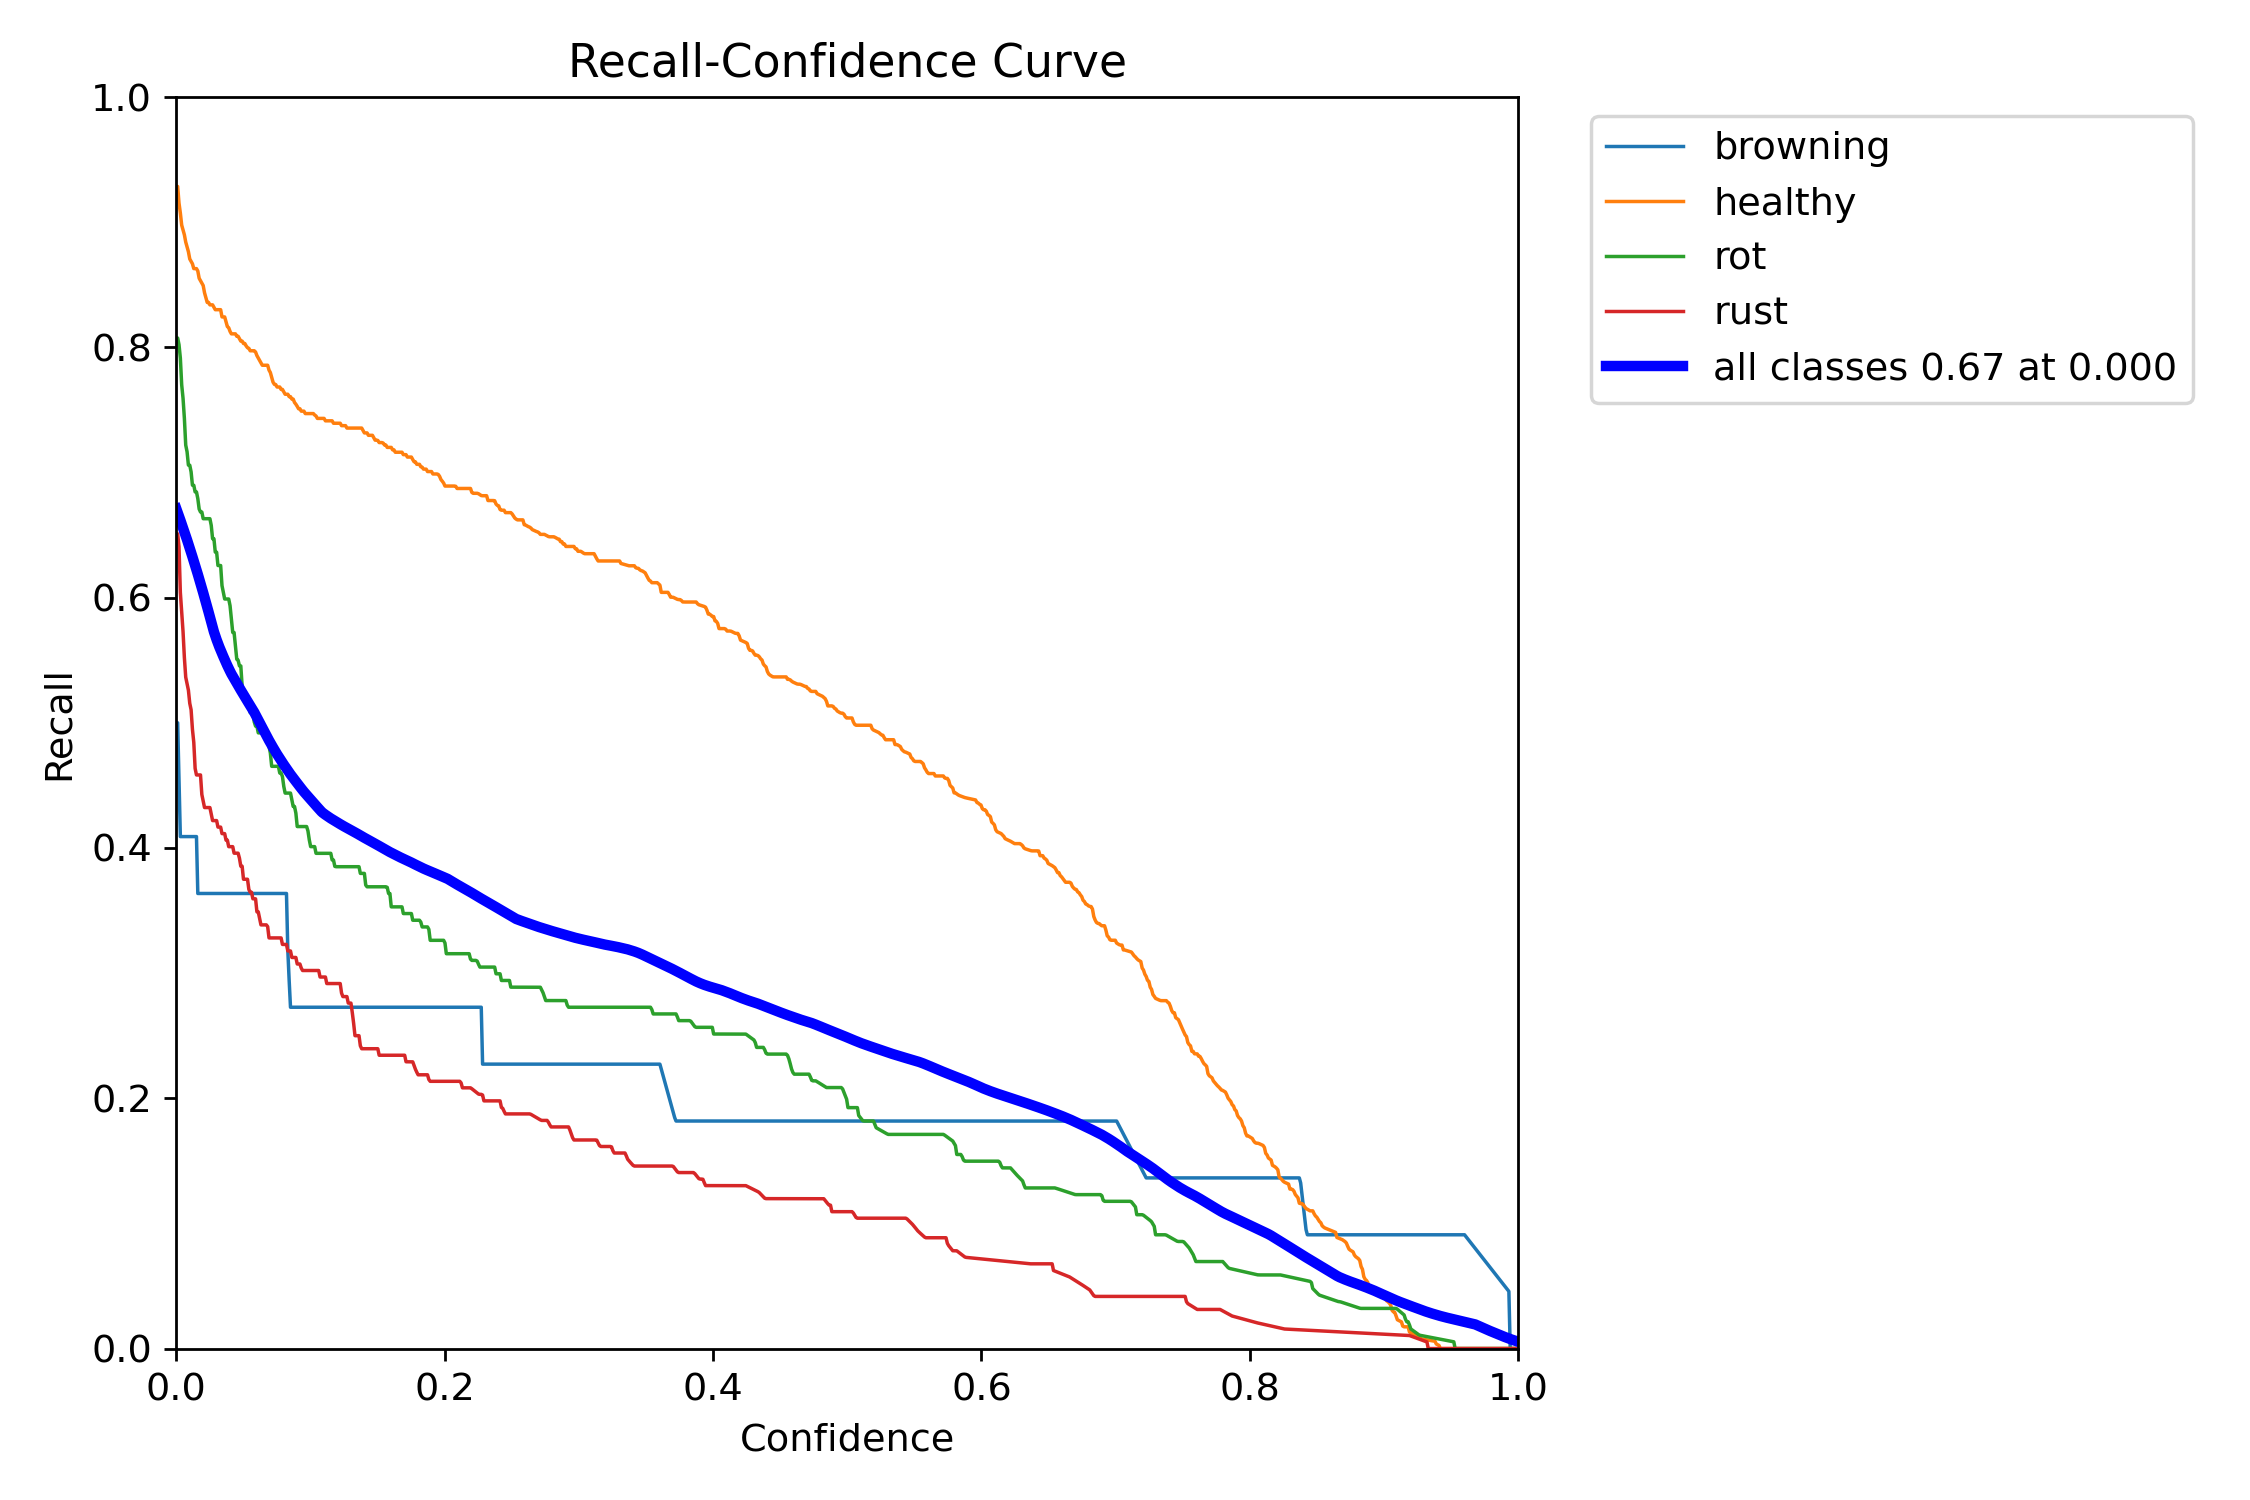 Recall-Confidence Curve
1.0
0.8
0.6
0.4
0.2
0.0
Recall
0.0 0.2 0.4 0.6 0.8 1.0
Confidence
browning
healthy
rot
rust
all classes 0.67 at 0.000